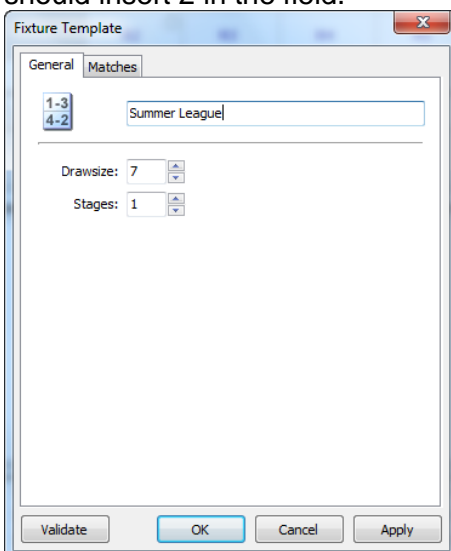 should insert 2 in the field.
Fixture Template
General Matches
1-3
4-2
Summer League
Drawsize: 7
Stages: 1
Validate OK Cancel Apply